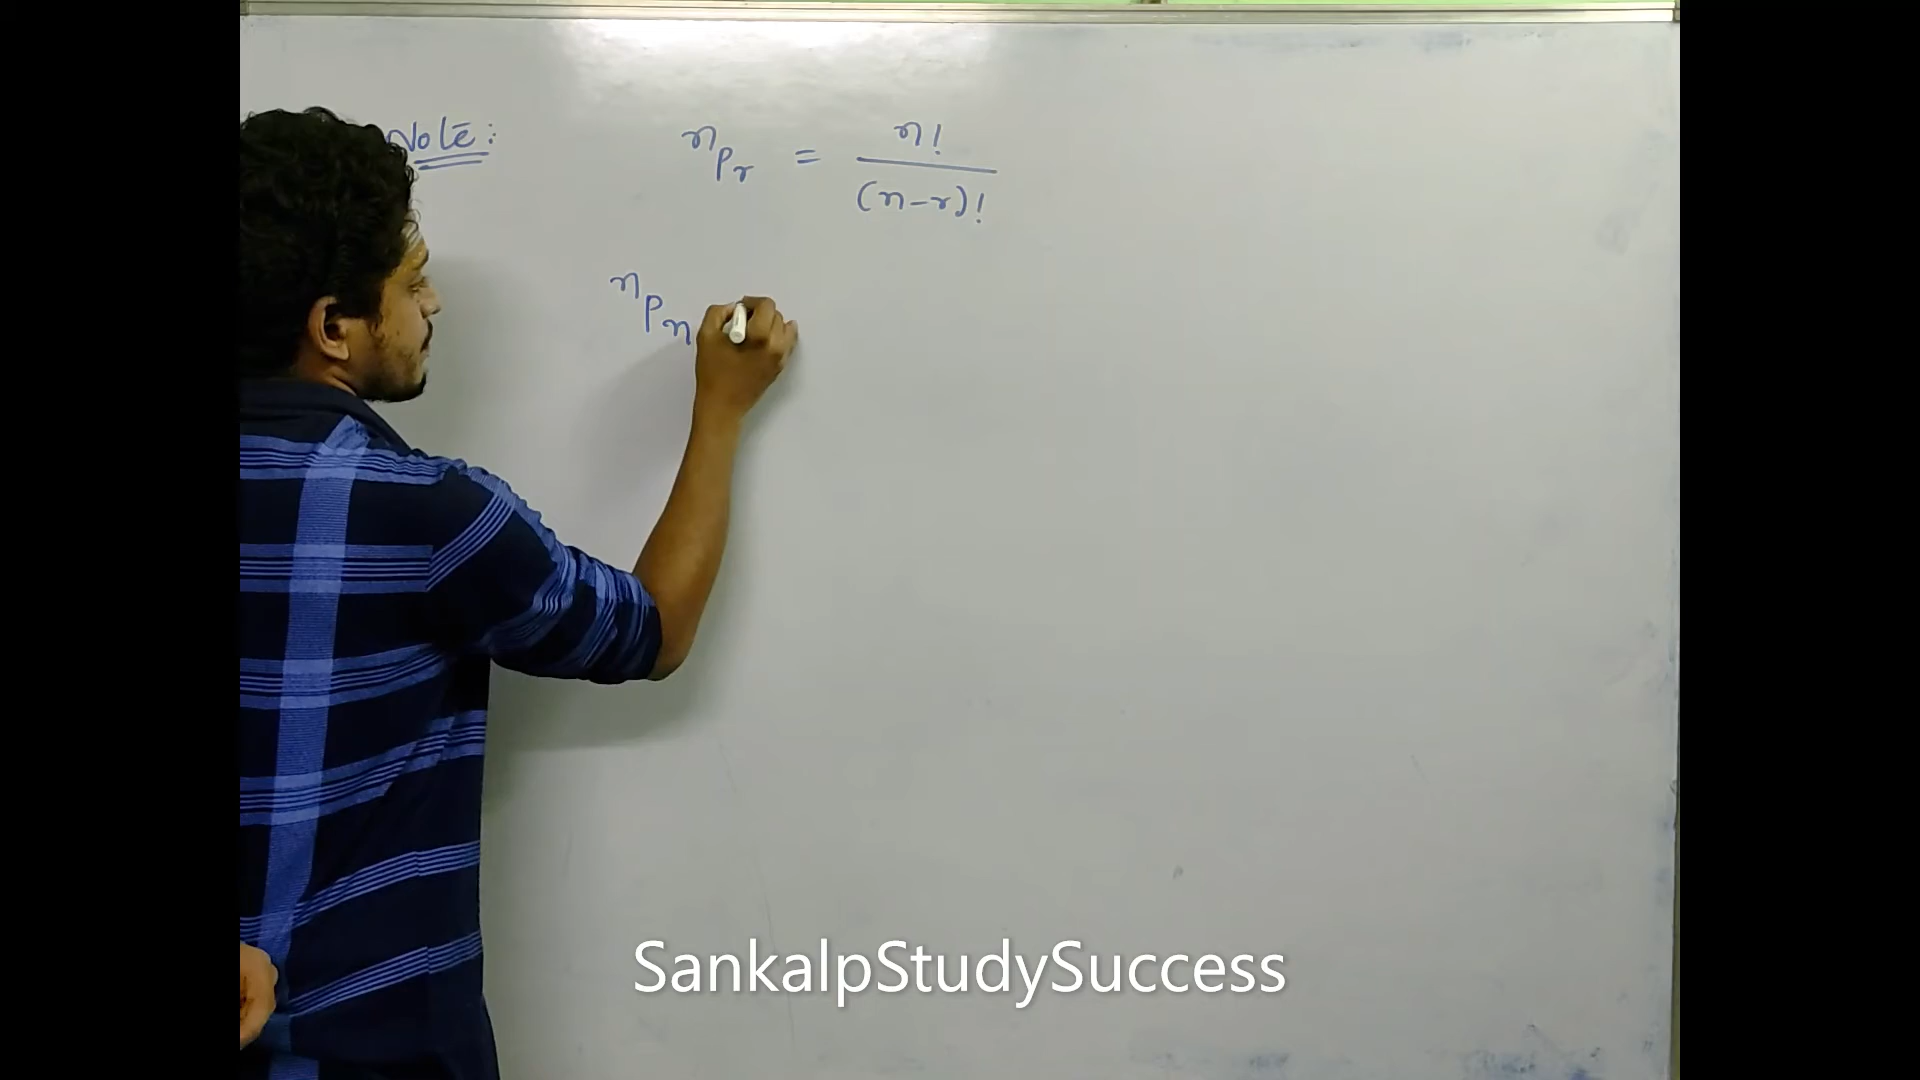 Note: ⁿPᵣ = n! / (n-r)!
ⁿPₙ
SankalpStudySuccess